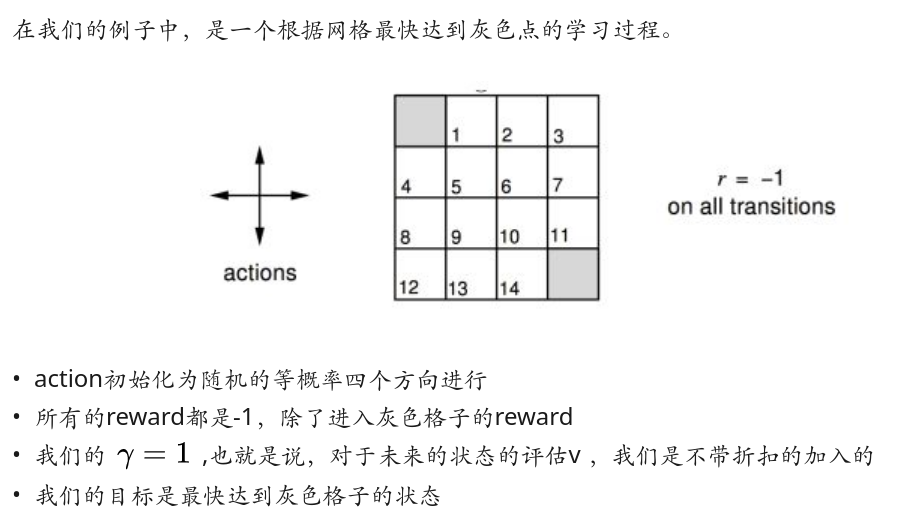 在我们的例子中，是一个根据网格最快达到灰色点的学习过程。
1 2 3
4 5 6 7
r = −1
on all transitions
8 9 10 11
actions
12 13 14
• action初始化为随机的等概率四个方向进行
• 所有的reward都是-1，除了进入灰色格子的reward
• 我们的 γ = 1 ,也就是说，对于未来的状态的评估v ，我们是不带折扣的加入的
• 我们的目标是最快达到灰色格子的状态